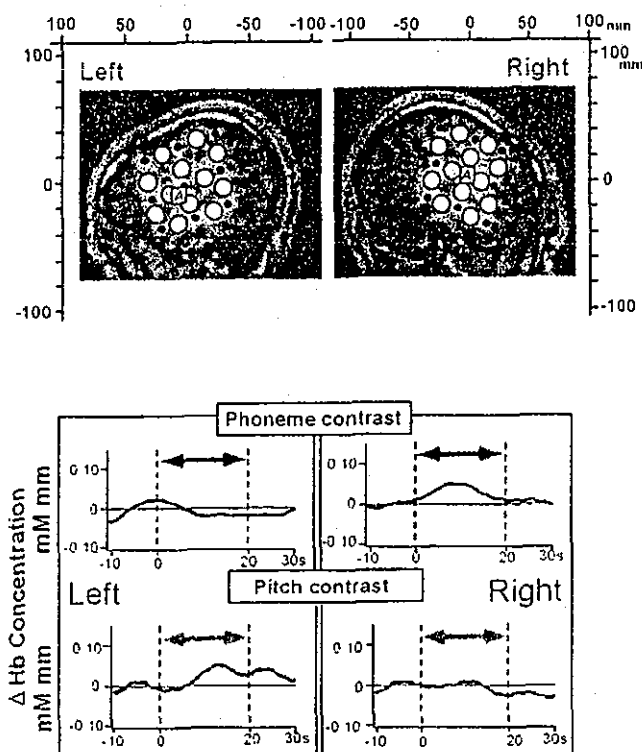 100 50 0 -50 -100
-100 -50 0 50 100 mm
100
0
-100
100
mm
0
-100
Left
Right
A
A
Phoneme contrast
0 10
0
-0 10
-10 0 20 30s
0 10
0
-0 10
-10 0 20 30s
Left
Pitch contrast
Right
Δ Hb Concentration
mM mm
mM mm
0 10
0
0 10
-10 0 20 30s
0 10
0
0 10
-10 0 20 30s